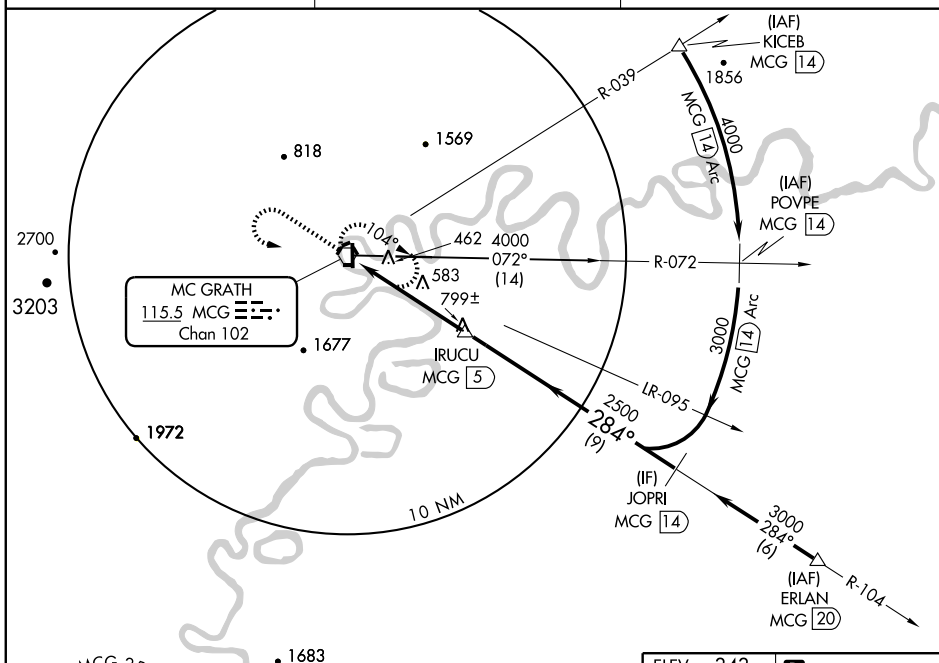 (IAF)
KICEB
MCG 14
1856
R-039
MCG 14 Arc
4000
1569
818
(IAF)
POVPE
MCG 14
2700
3203
104°
462
4000
072°
(14)
R-072
583
799±
MC GRATH
115.5 MCG
Chan 102
1677
IRUCU
MCG 5
3000
MCG 14 Arc
LR-095
2500
284°
(9)
1972
(IF)
JOPRI
MCG 14
10 NM
3000
284°
(6)
(IAF)
ERLAN
MCG 20
R-104
1683